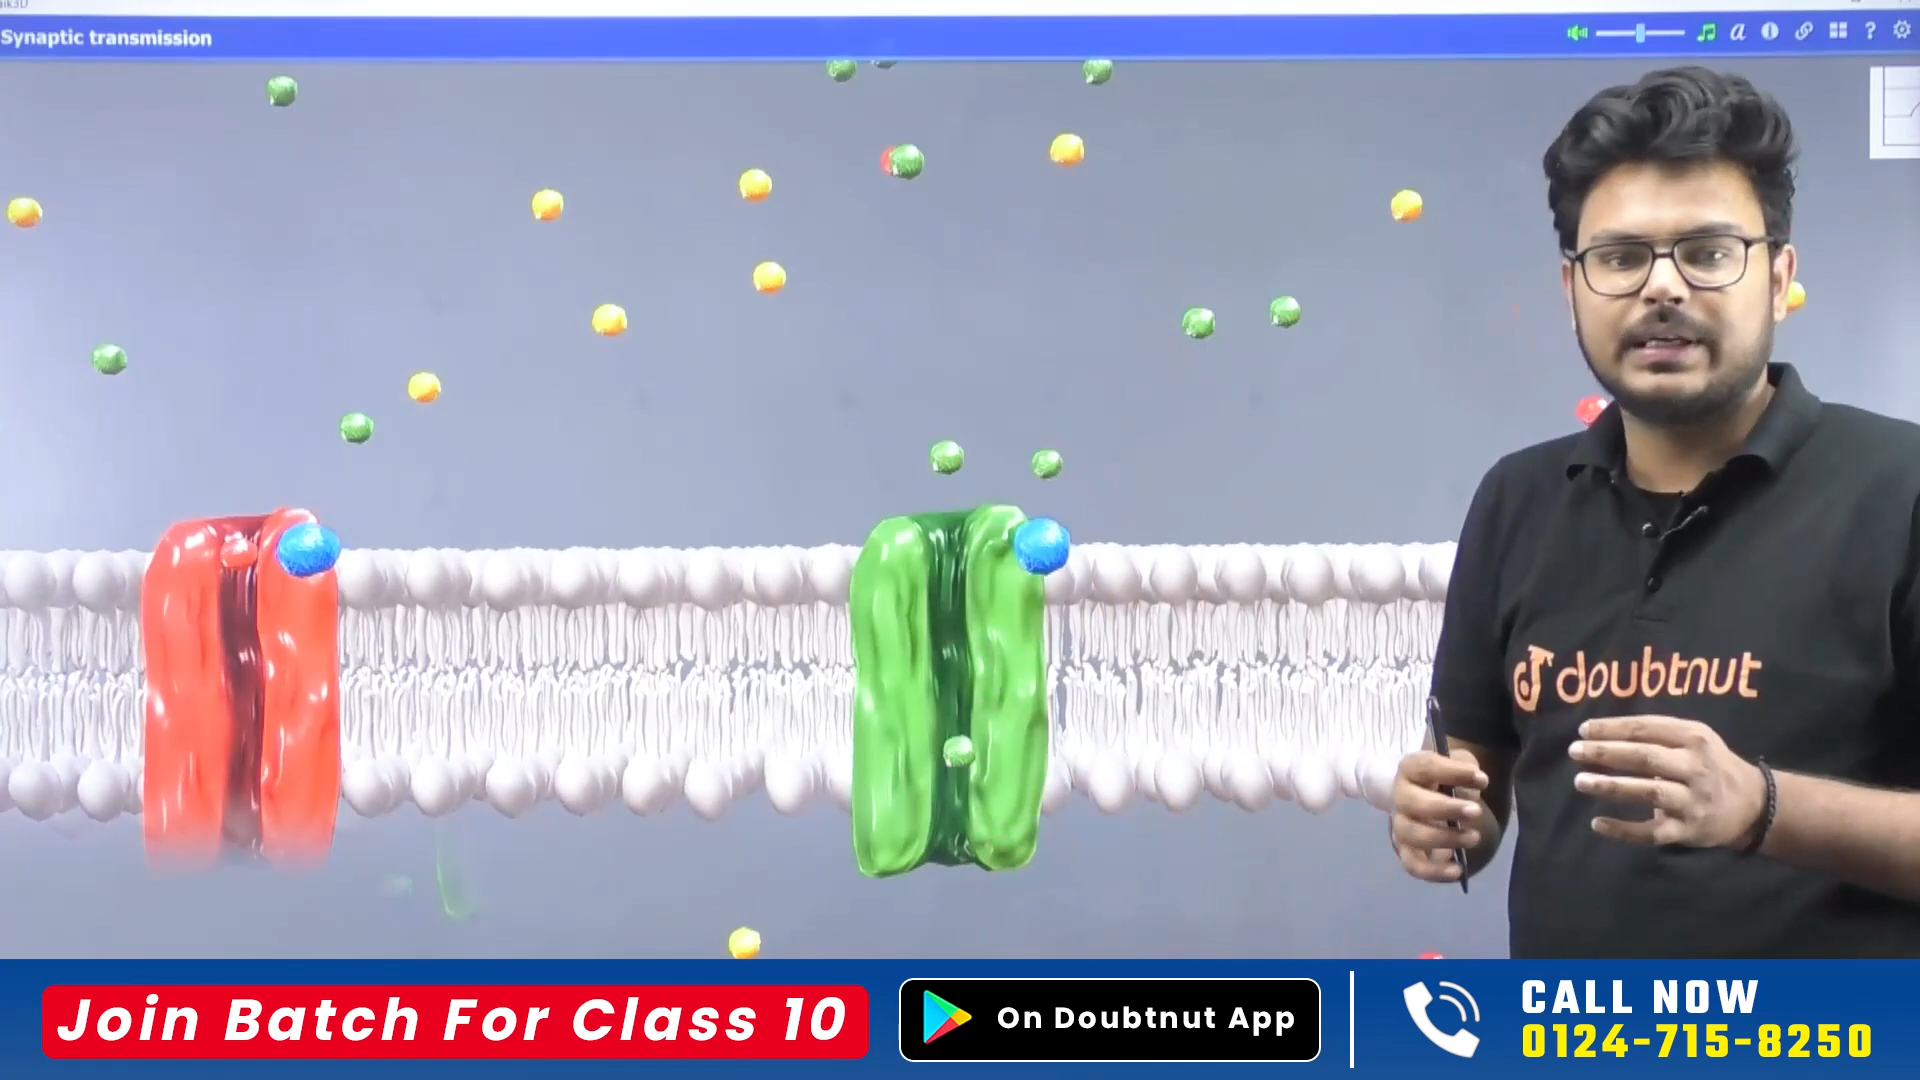 Synaptic transmission
a
?
doubtnut
Join Batch For Class 10
On Doubtnut App
CALL NOW
0124-715-8250